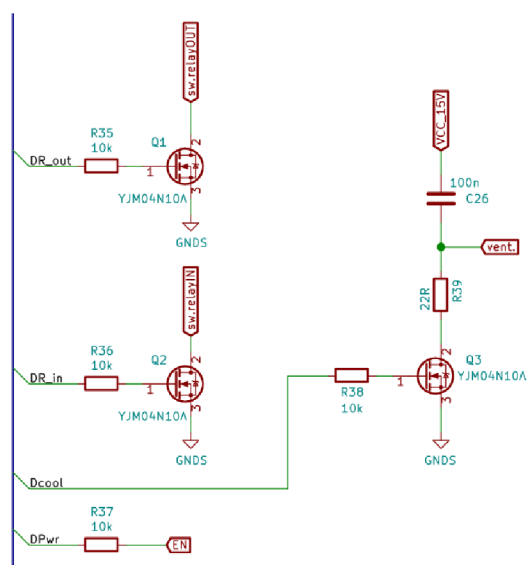 sw.relayOUT
R35
10k
DR_out
Q1
1
2
3
YJM04N10A
GNDS
VCC_15V
100n
C26
vent.
22R
R39
sw.relayIN
R36
10k
DR_in
Q2
1
2
3
YJM04N10A
GNDS
R38
10k
Q3
1
2
3
YJM04N10A
GNDS
Dcool
R37
10k
DPwr
EN